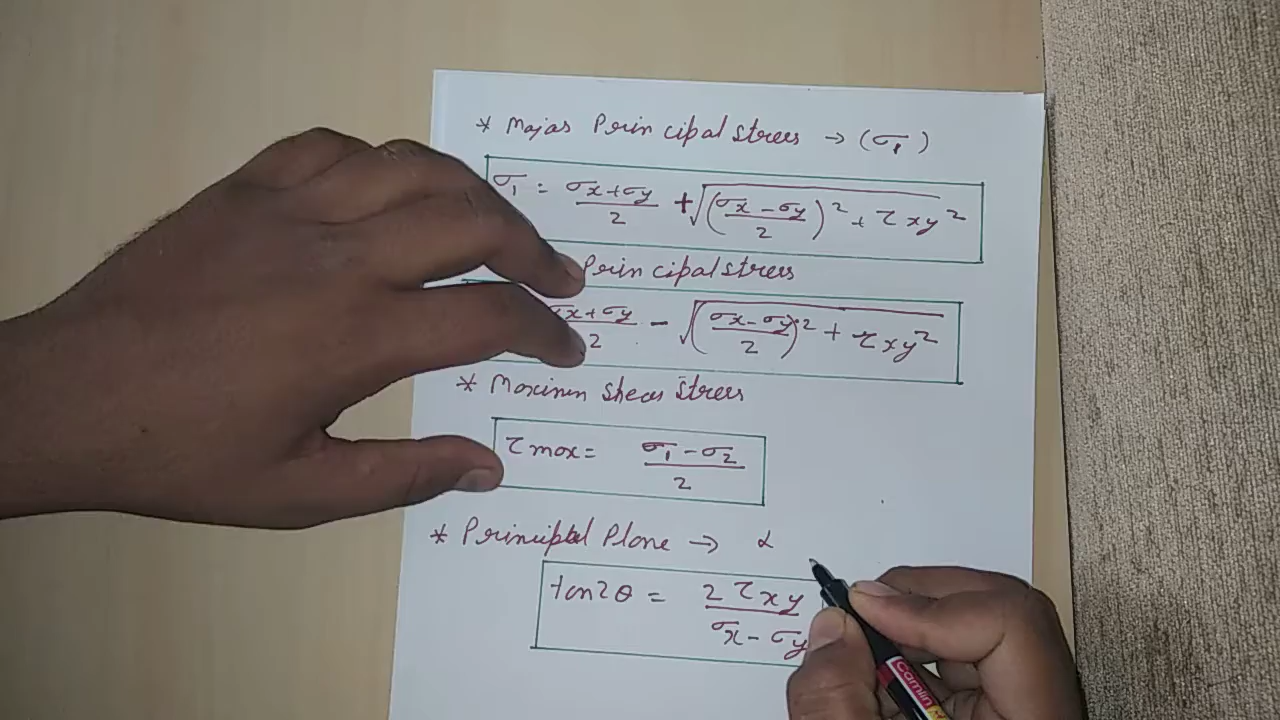 * Major Principal stress → (σ1)
σ1 = σx+σy/2 + √(σx-σy/2)² + τxy²
Principal stress
σx+σy/2 - √(σx-σy/2)² + τxy²
* Maximum shear stress
τmax = σ1-σ2/2
* Principal Plane → α
tan2θ = 2τxy/σx-σy
Camlin